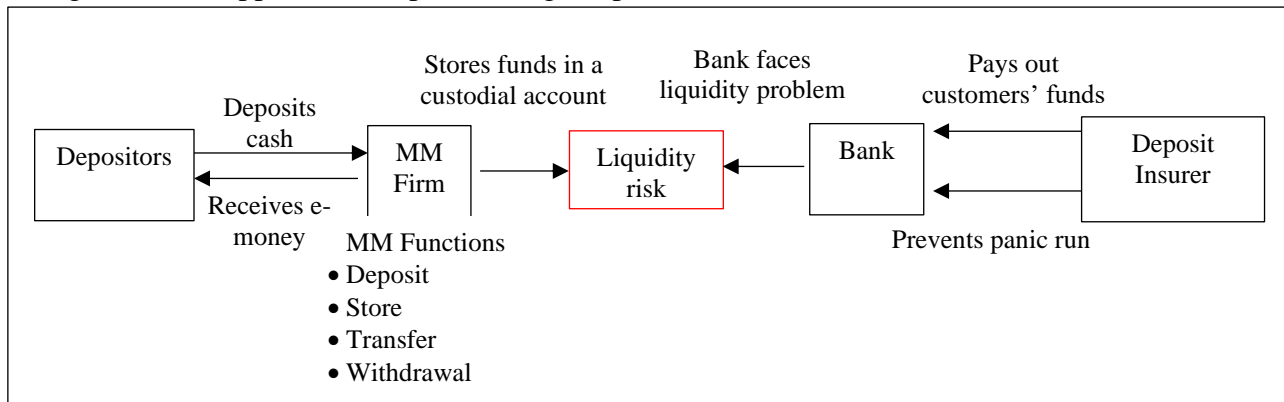 Stores funds in a
custodial account
Bank faces
liquidity problem
Pays out
customers' funds
Deposits
cash
Depositors
MM
Firm
Liquidity
risk
Bank
Deposit
Insurer
Receives e-
money
Prevents panic run
MM Functions
• Deposit
• Store
• Transfer
• Withdrawal